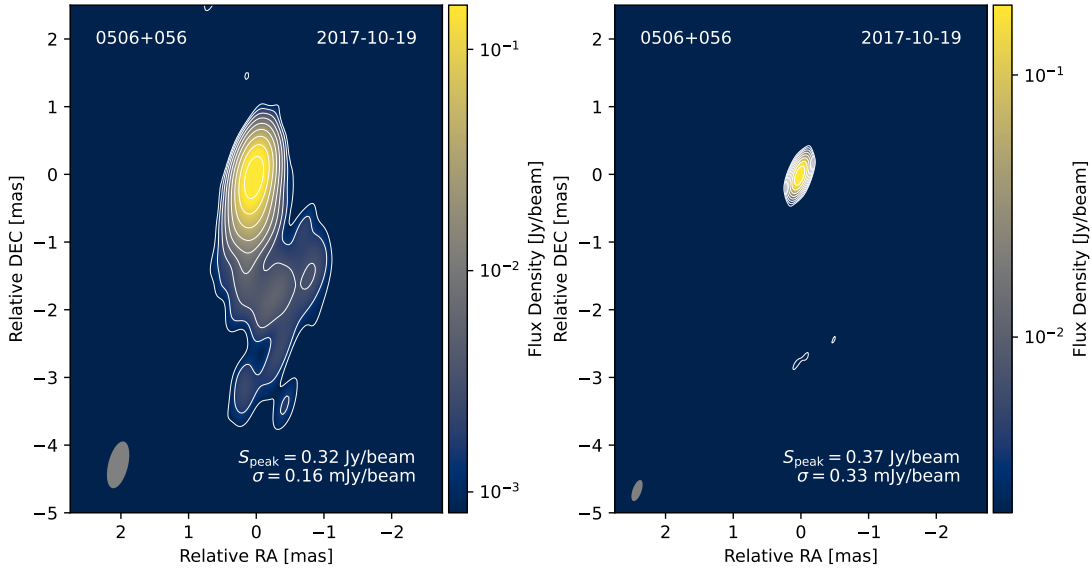 0506+056 2017-10-19
2
1
0
−1
−2
−3
−4
−5
Relative DEC [mas]
S_peak = 0.32 Jy/beam
σ = 0.16 mJy/beam
2 1 0 −1 −2
Relative RA [mas]
10⁻¹
10⁻²
10⁻³
Flux Density [Jy/beam]
0506+056 2017-10-19
2
1
0
−1
−2
−3
−4
−5
Relative DEC [mas]
S_peak = 0.37 Jy/beam
σ = 0.33 mJy/beam
2 1 0 −1 −2
Relative RA [mas]
10⁻¹
10⁻²
Flux Density [Jy/beam]